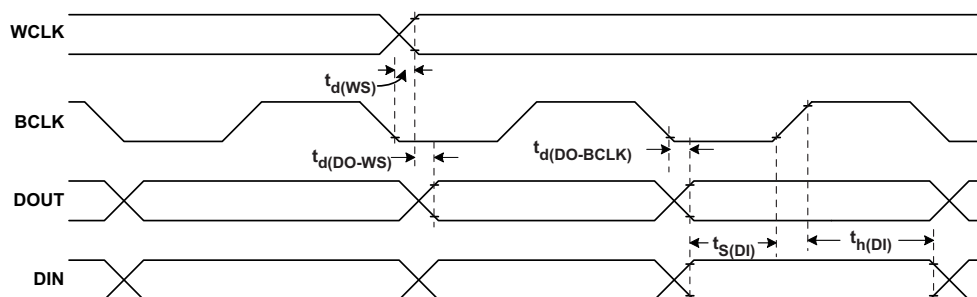 WCLK
td(WS)
BCLK
td(DO-WS)
td(DO-BCLK)
DOUT
tS(DI)
th(DI)
DIN